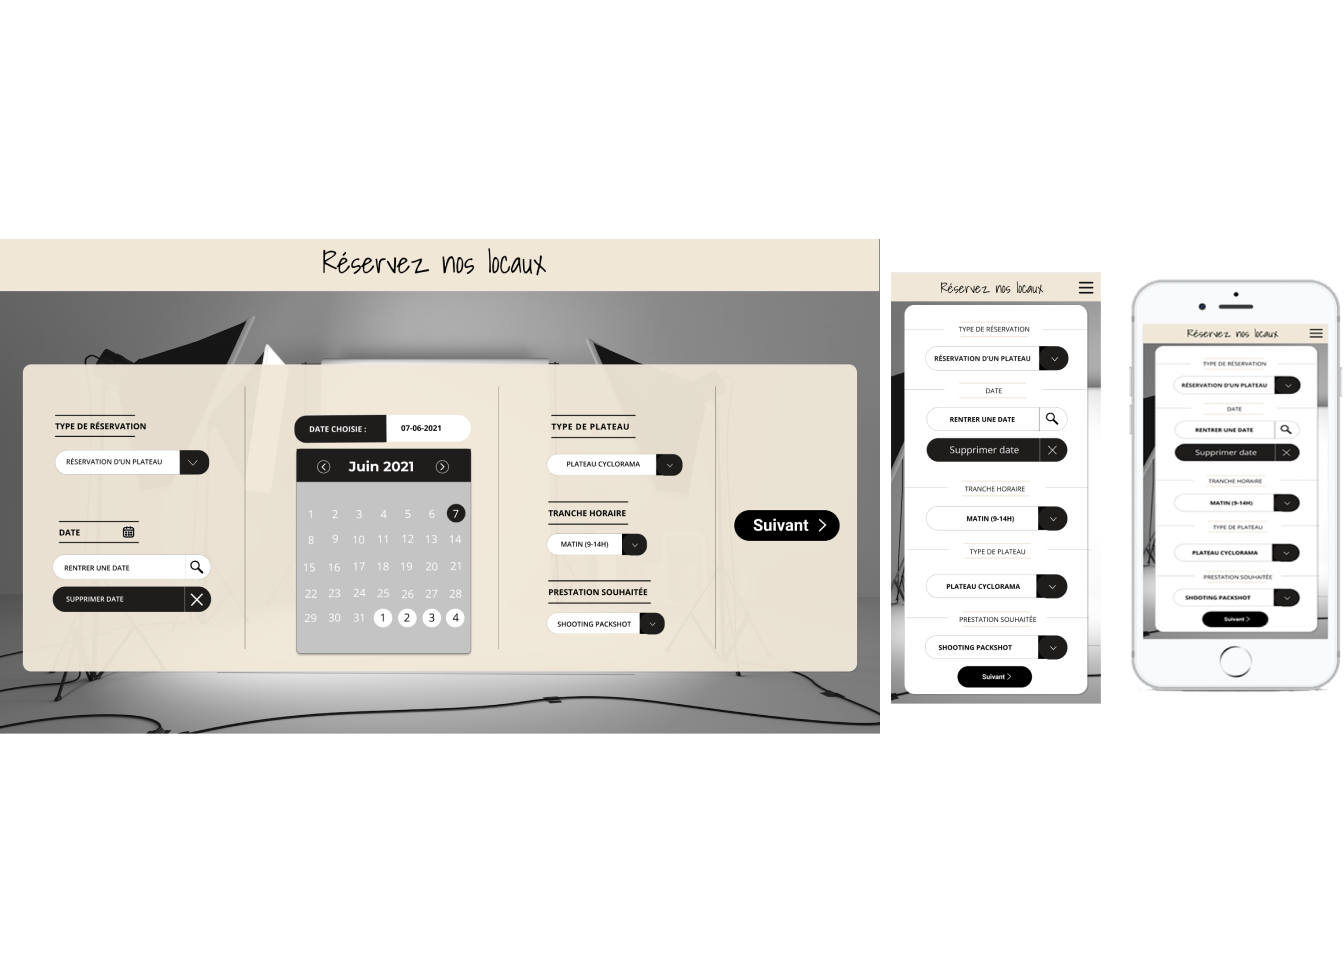 Réservez nos locaux
TYPE DE RÉSERVATION
RÉSERVATION D'UN PLATEAU
DATE
RENTRER UNE DATE
SUPPRIMER DATE
DATE CHOISIE :
07-06-2021
Juin 2021
1 2 3 4 5 6 7
8 9 10 11 12 13 14
15 16 17 18 19 20 21
22 23 24 25 26 27 28
29 30 31 1 2 3 4
TYPE DE PLATEAU
PLATEAU CYCLORAMA
TRANCHE HORAIRE
MATIN (9-14H)
PRESTATION SOUHAITÉE
SHOOTING PACKSHOT
Suivant
Réservez nos locaux
TYPE DE RÉSERVATION
RÉSERVATION D'UN PLATEAU
DATE
RENTRER UNE DATE
Supprimer date
TRANCHE HORAIRE
MATIN (9-14H)
TYPE DE PLATEAU
PLATEAU CYCLORAMA
PRESTATION SOUHAITÉE
SHOOTING PACKSHOT
Suivant
Réservez nos locaux
TYPE DE RÉSERVATION
RÉSERVATION D'UN PLATEAU
DATE
RENTRER UNE DATE
Supprimer date
TRANCHE HORAIRE
MATIN (9-14H)
TYPE DE PLATEAU
PLATEAU CYCLORAMA
PRESTATION SOUHAITÉE
SHOOTING PACKSHOT
Suivant